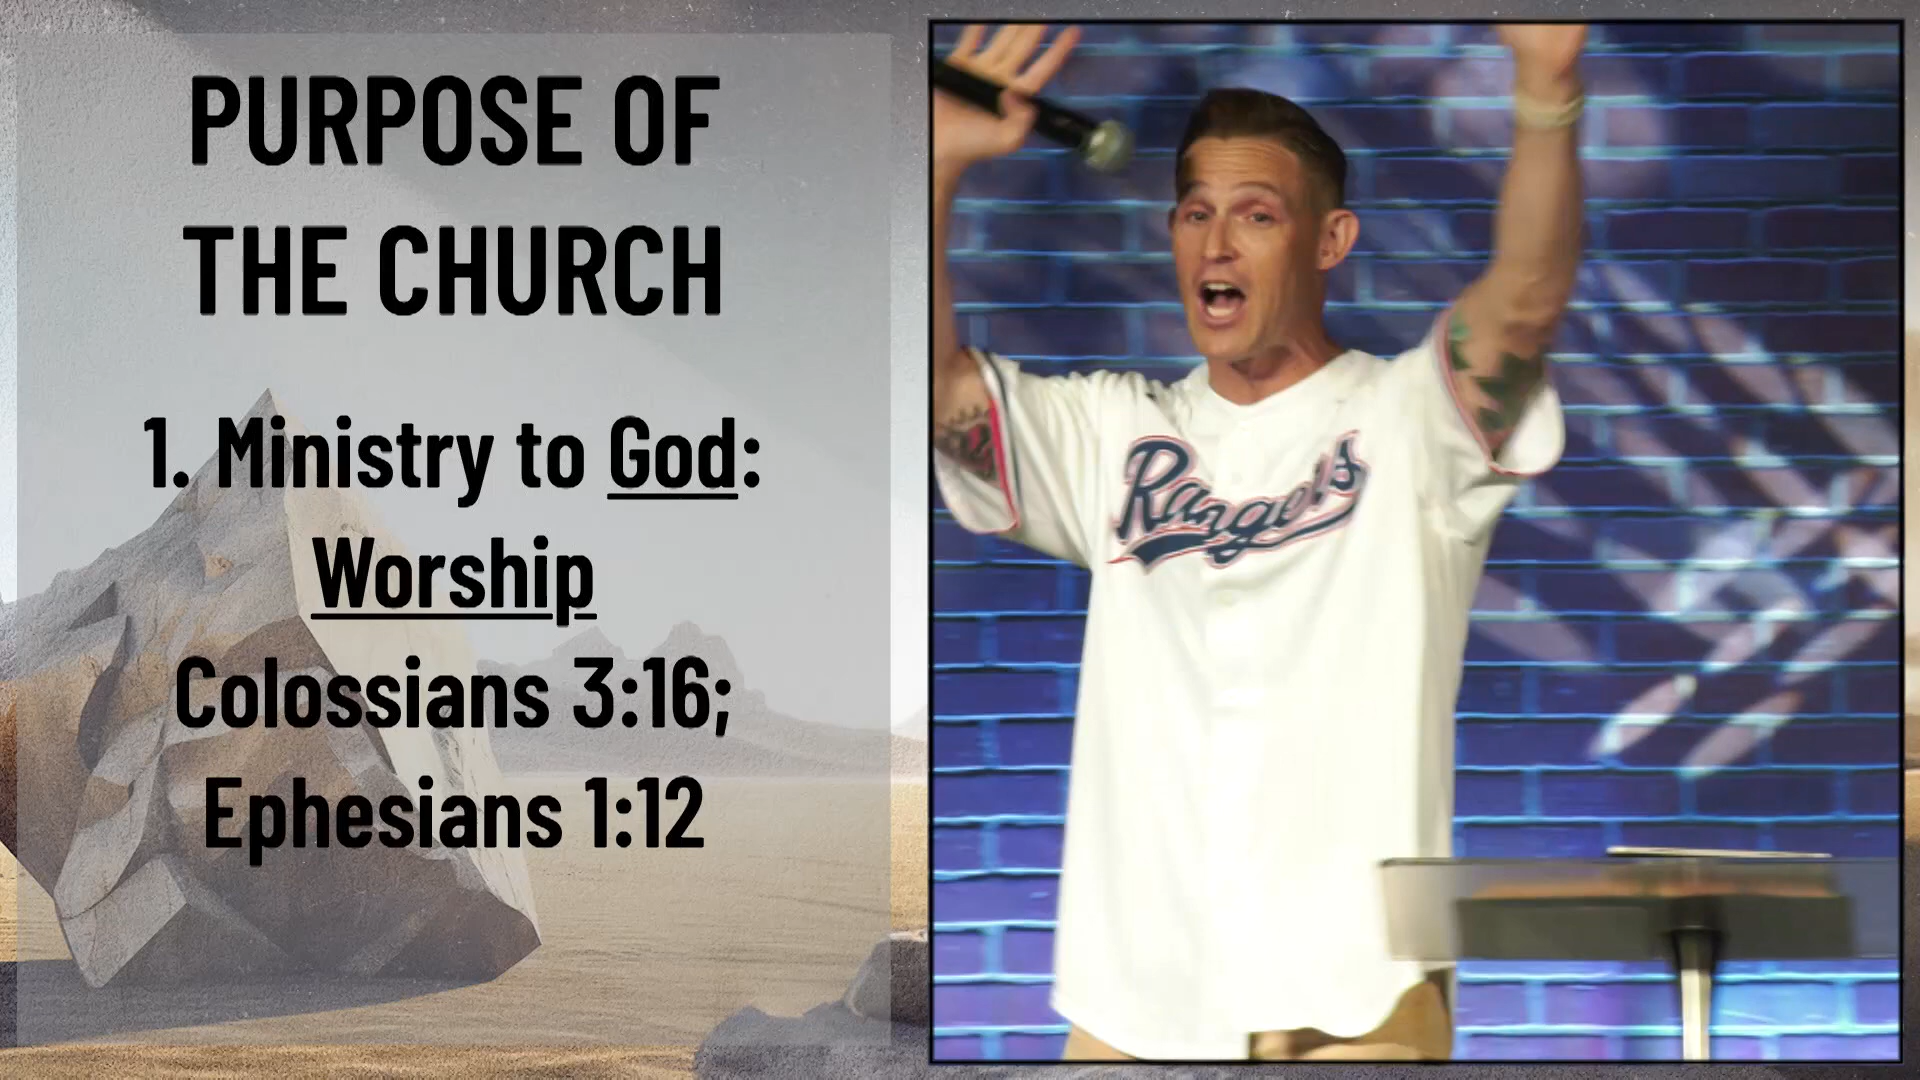 PURPOSE OF
THE CHURCH
1. Ministry to God:
Worship
Colossians 3:16;
Ephesians 1:12
Rangers